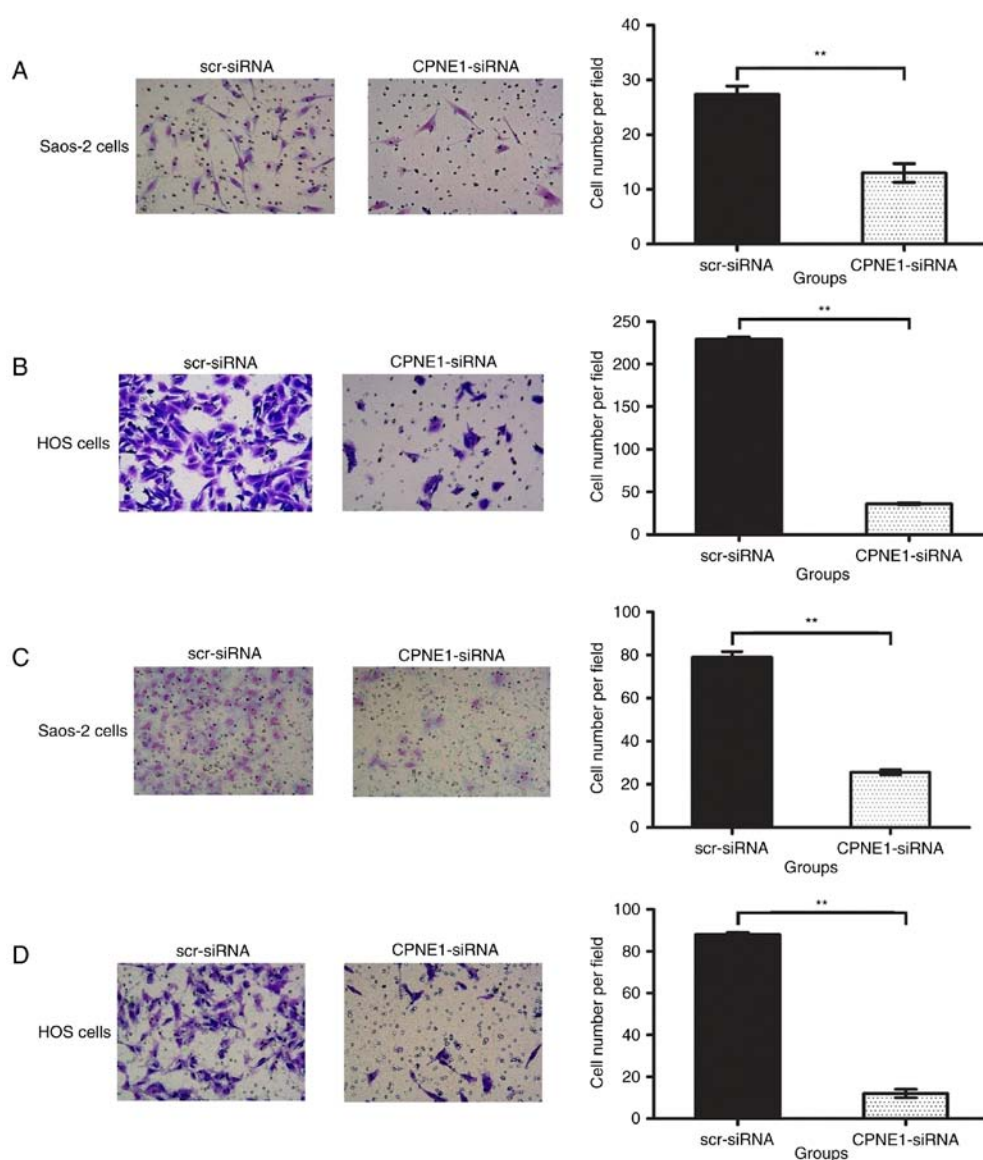 A
scr-siRNA
CPNE1-siRNA
Saos-2 cells
Cell number per field
40
30
20
10
0
**
scr-siRNA
CPNE1-siRNA
Groups
B
scr-siRNA
CPNE1-siRNA
HOS cells
Cell number per field
250
200
150
100
50
0
**
scr-siRNA
CPNE1-siRNA
Groups
C
scr-siRNA
CPNE1-siRNA
Saos-2 cells
Cell number per field
100
80
60
40
20
0
**
scr-siRNA
CPNE1-siRNA
Groups
D
scr-siRNA
CPNE1-siRNA
HOS cells
Cell number per field
100
80
60
40
20
0
**
scr-siRNA
CPNE1-siRNA
Groups